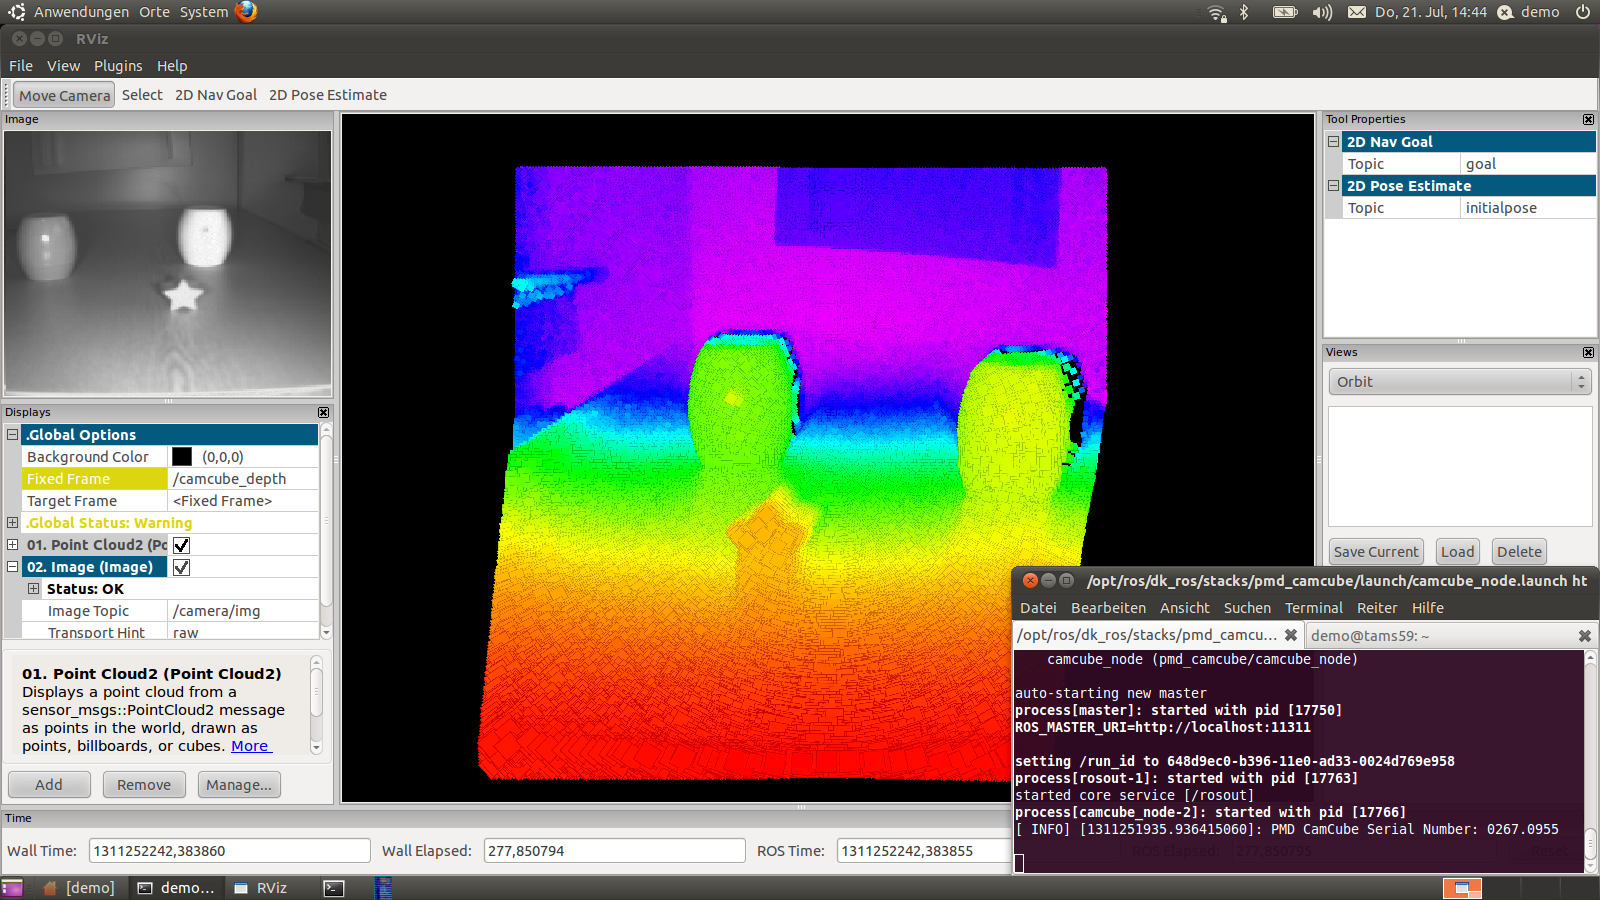 Anwendungen Orte System
Do, 21. Jul, 14:44 demo
RViz
File View Plugins Help
Move Camera Select 2D Nav Goal 2D Pose Estimate
Image
Displays
.Global Options
Background Color (0,0,0)
Fixed Frame /camcube_depth
Target Frame <Fixed Frame>
.Global Status: Warning
01. Point Cloud2 (Po
02. Image (Image)
Status: OK
Image Topic /camera/img
Transport Hint raw
01. Point Cloud2 (Point Cloud2)
Displays a point cloud from a
sensor_msgs::PointCloud2 message
as points in the world, drawn as
points, billboards, or cubes. More
Add Remove Manage...
Tool Properties
2D Nav Goal
Topic goal
2D Pose Estimate
Topic initialpose
Views
Orbit
Save Current Load Delete
/opt/ros/dk_ros/stacks/pmd_camcube/launch/camcube_node.launch ht
Datei Bearbeiten Ansicht Suchen Terminal Reiter Hilfe
/opt/ros/dk_ros/stacks/pmd_camcu... demo@tams59: ~
camcube_node (pmd_camcube/camcube_node)
auto-starting new master
process[master]: started with pid [17750]
ROS_MASTER_URI=http://localhost:11311
setting /run_id to 648d9ec0-b396-11e0-ad33-0024d769e958
process[rosout-1]: started with pid [17763]
started core service [/rosout]
process[camcube_node-2]: started with pid [17766]
[ INFO] [1311251935.936415060]: PMD CamCube Serial Number: 0267.0955
Time
Wall Time: 1311252242,383860 Wall Elapsed: 277,850794 ROS Time: 1311252242,383855 ROS Elapsed: 277,850795 Reset
[demo] demo... RViz